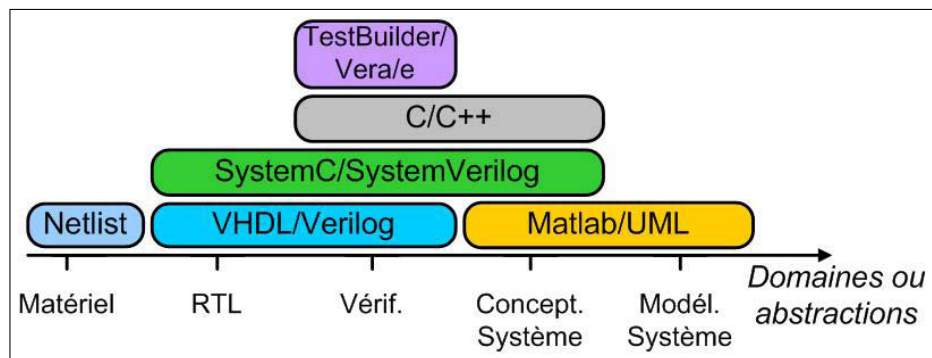 TestBuilder/
Vera/e
C/C++
SystemC/SystemVerilog
Netlist
VHDL/Verilog
Matlab/UML
Matériel
RTL
Vérif.
Concept.
Système
Modél.
Système
Domaines ou
abstractions